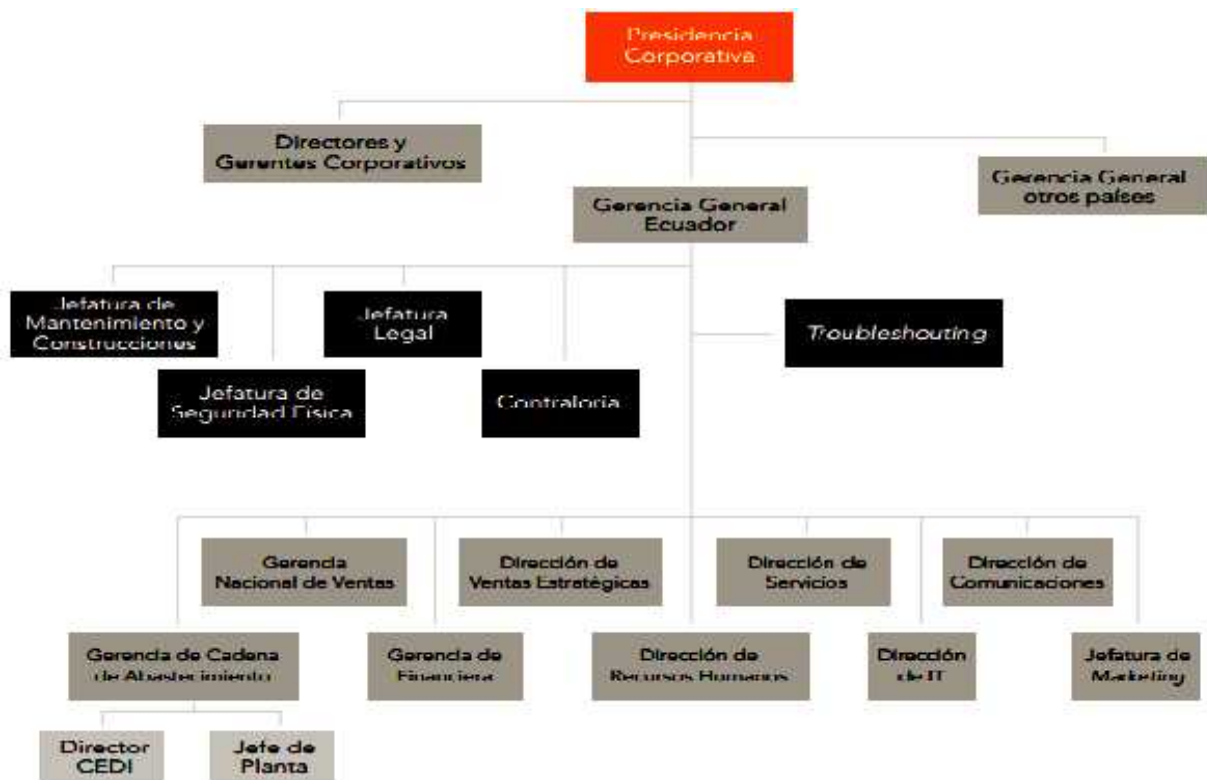 Presidencia
Corporativa
Directores y
Gerentes Corporativos
Gerencia General
otros países
Gerencia General
Ecuador
Jefatura de
Mantenimiento y
Construcciones
Jefatura
Legal
Troubleshouting
Jefatura de
Seguridad Física
Contraloría
Gerencia
Nacional de Ventas
Dirección de
Ventas Estratégicas
Dirección de
Servicios
Dirección de
Comunicaciones
Gerencia de Cadena
de Abastecimiento
Gerencia de
Financiera
Dirección de
Recursos Humanos
Dirección
de IT
Jefatura de
Marketing
Director
CEDI
Jefe de
Planta